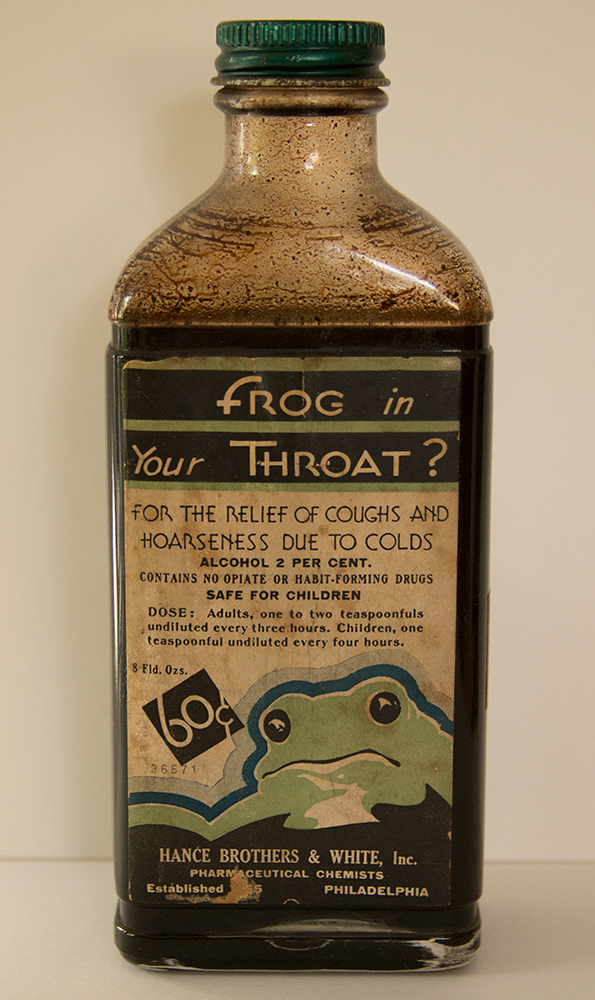 FROG in
Your THROAT?
FOR THE RELIEF OF COUGHS AND
HOARSENESS DUE TO COLDS
ALCOHOL 2 PER CENT.
CONTAINS NO OPIATE OR HABIT-FORMING DRUGS
SAFE FOR CHILDREN
DOSE: Adults, one to two teaspoonfuls
undiluted every three hours. Children, one
teaspoonful undiluted every four hours.
8 Fld. Ozs.
60¢
36571
HANCE BROTHERS & WHITE, Inc.
PHARMACEUTICAL CHEMISTS
Established
PHILADELPHIA